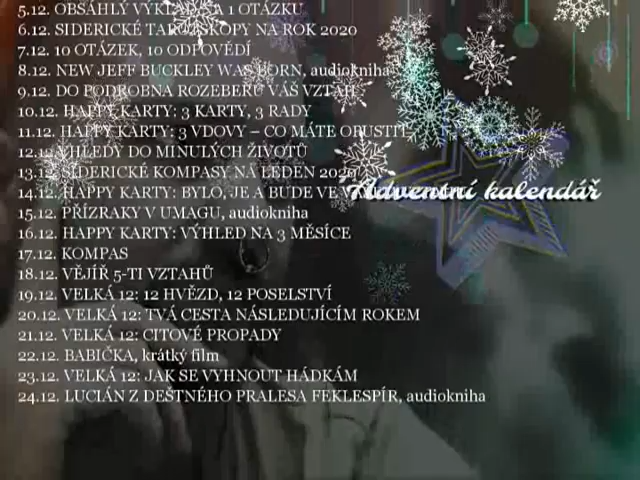 5.12. OBSÁHLÝ VÝKLAD NA 1 OTÁZKU
6.12. SIDERICKÉ TAROSKOPY NA ROK 2020
7.12. 10 OTÁZEK, 10 ODPOVĚDÍ
8.12. NEW JEFF BUCKLEY WAS BORN, audiokniha
9.12. DO PODROBNA ROZEBERU VÁŠ VZTAH
10.12. HAPPY KARTY: 3 KARTY, 3 RADY
11.12. HAPPY KARTY: 3 VDOVY – CO MÁTE OPUSTIT
12.12. VHLEDY DO MINULÝCH ŽIVOTŮ
13.12. SIDERICKÉ KOMPASY NA LEDEN 2020
14.12. HAPPY KARTY: BYLO, JE A BUDE VE
Adventní kalendář
15.12. PŘÍZRAKY V UMAGU, audiokniha
16.12. HAPPY KARTY: VÝHLED NA 3 MĚSÍCE
17.12. KOMPAS
18.12. VĚJÍŘ 5-TI VZTAHŮ
19.12. VELKÁ 12: 12 HVĚZD, 12 POSELSTVÍ
20.12. VELKÁ 12: TVÁ CESTA NÁSLEDUJÍCÍM ROKEM
21.12. VELKÁ 12: CITOVÉ PROPADY
22.12. BABIČKA, krátký film
23.12. VELKÁ 12: JAK SE VYHNOUT HÁDKÁM
24.12. LUCIÁN Z DEŠTNÉHO PRALESA FEKLESPÍR, audiokniha